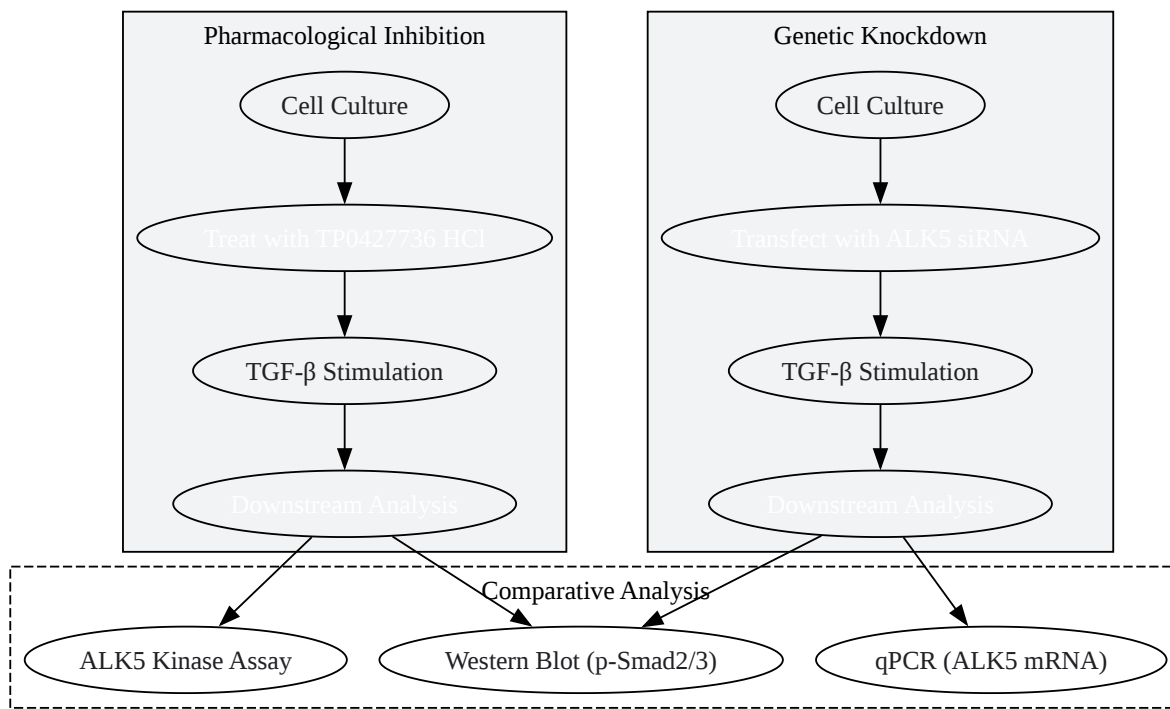 Pharmacological Inhibition
Cell Culture
Treat with TP0427736 HCl
TGF-β Stimulation
Downstream Analysis
Genetic Knockdown
Cell Culture
Transfect with ALK5 siRNA
TGF-β Stimulation
Downstream Analysis
Comparative Analysis
ALK5 Kinase Assay
Western Blot (p-Smad2/3)
qPCR (ALK5 mRNA)